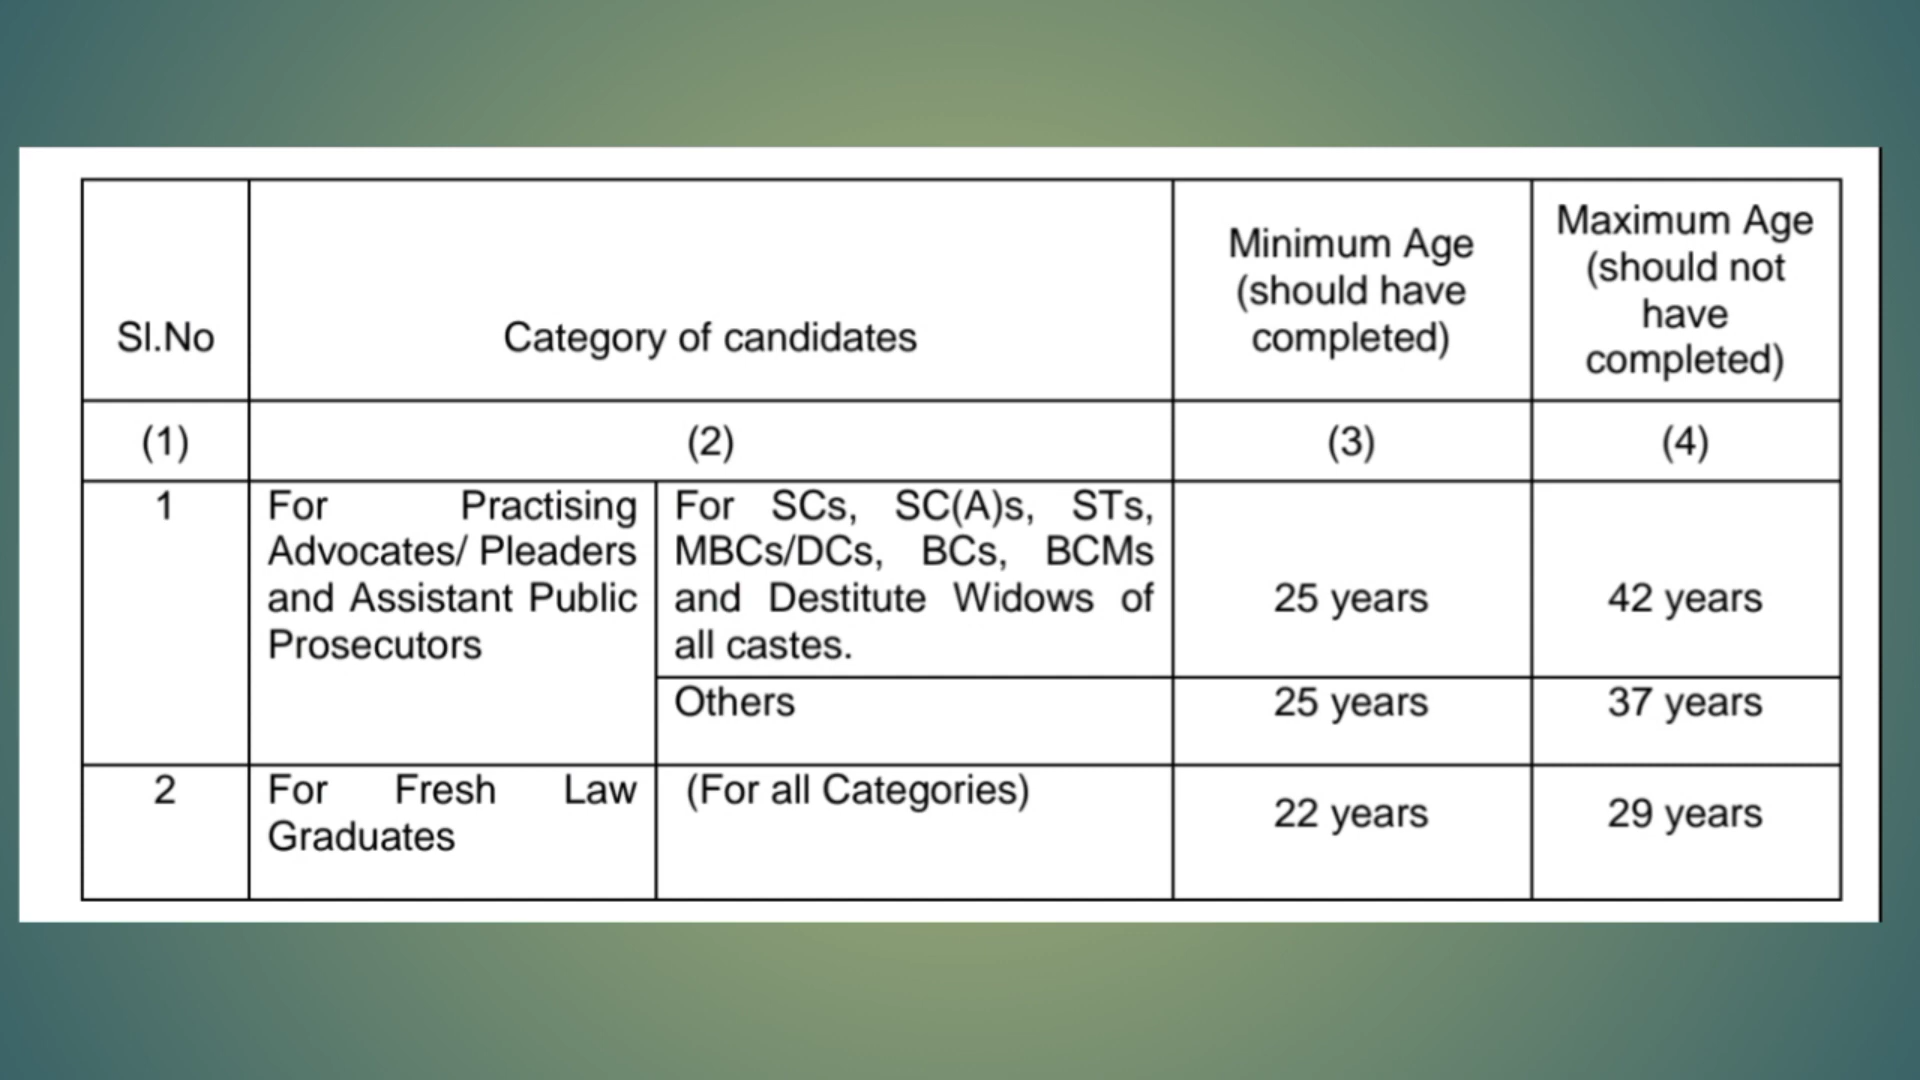 Sl.No
Category of candidates
Minimum Age
(should have
completed)
Maximum Age
(should not
have
completed)
(1)
(2)
(3)
(4)
1
For Practising
Advocates/ Pleaders
and Assistant Public
Prosecutors
For SCs, SC(A)s, STs,
MBCs/DCs, BCs, BCMs
and Destitute Widows of
all castes.
25 years
42 years
Others
25 years
37 years
2
For Fresh Law
Graduates
(For all Categories)
22 years
29 years